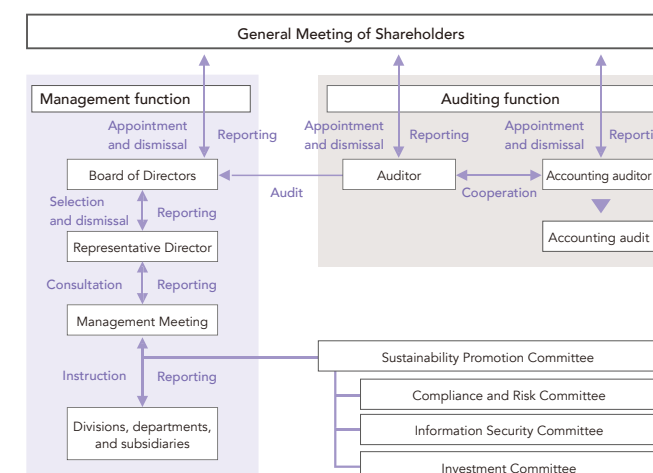 General Meeting of Shareholders
Management function
Auditing function
Appointment
and dismissal
Reporting
Appointment
and dismissal
Reporting
Appointment
and dismissal
Reporti
Board of Directors
Audit
Auditor
Cooperation
Accounting auditor
Selection
and dismissal
Reporting
Accounting audit
Representative Director
Consultation
Reporting
Management Meeting
Instruction
Reporting
Sustainability Promotion Committee
Compliance and Risk Committee
Divisions, departments,
and subsidiaries
Information Security Committee
Investment Committee